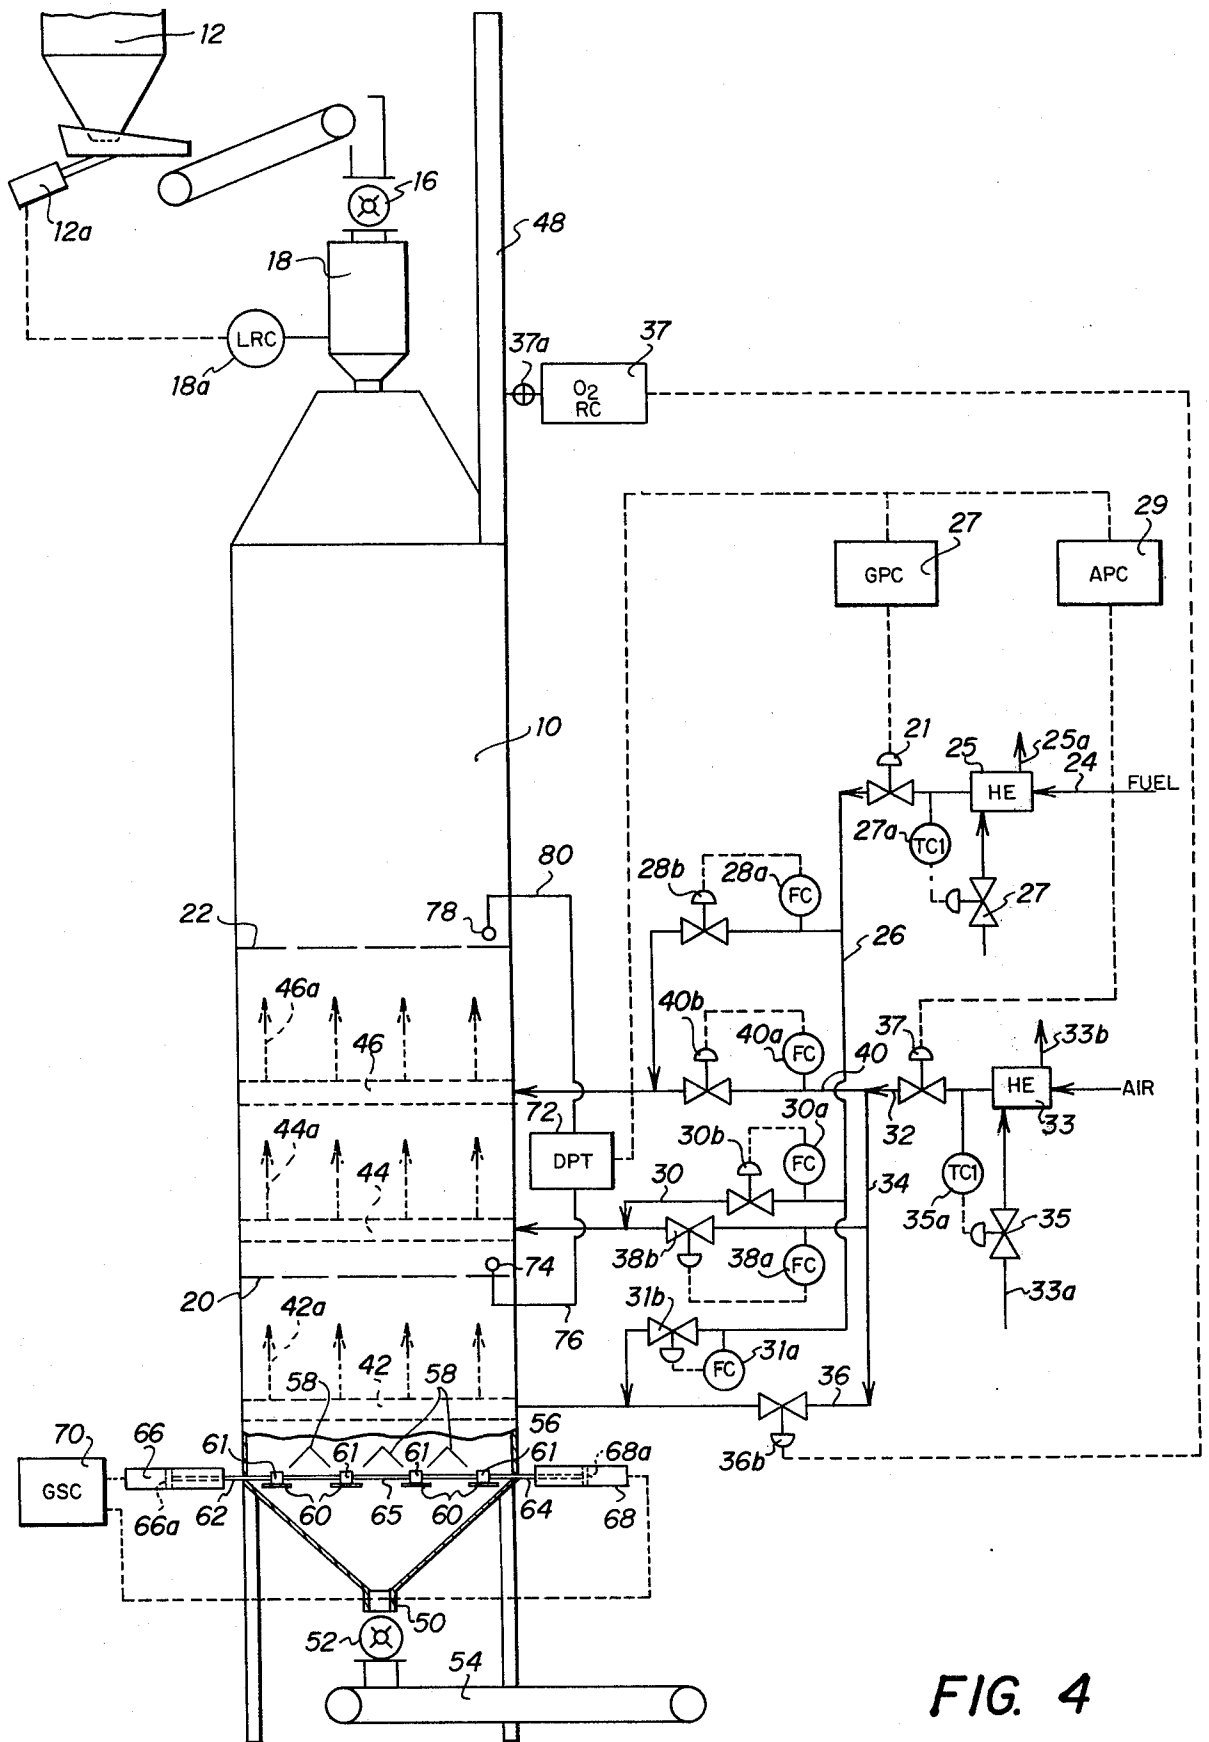 12
16
48
12a
18
LRC
18a
37a
37
O2
RC
27
29
GPC
APC
10
21
25
25a
24
HE
FUEL
27a
TC1
27
80
28b
28a
FC
22
78
26
46a
40b
40a
FC
37
33b
46
40
HE
AIR
33
32
72
44a
DPT
30b
30a
FC
TC1
44
30
34
35a
35
38b
38a
FC
74
33a
20
42a
76
31b
FC
31a
42
36
58
58
56
36b
70
66
61
61
61
61
68a
GSC
66a
62
60
65
60
64
68
50
52
54
FIG. 4